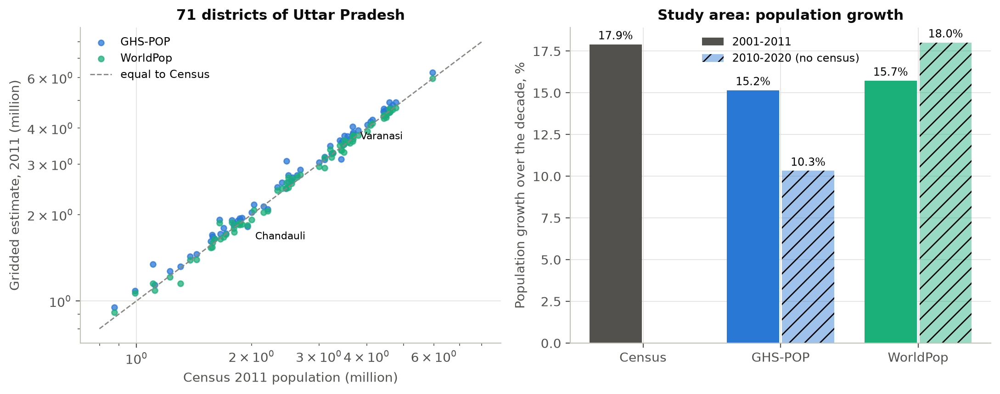 71 districts of Uttar Pradesh
GHS-POP
WorldPop
equal to Census
Varanasi
Chandauli
Gridded estimate, 2011 (million)
6 × 10⁰
4 × 10⁰
3 × 10⁰
2 × 10⁰
10⁰
10⁰
2 × 10⁰
3 × 10⁰
4 × 10⁰
6 × 10⁰
Census 2011 population (million)
Study area: population growth
2001-2011
2010-2020 (no census)
17.9%
15.2%
10.3%
15.7%
18.0%
Population growth over the decade, %
17.5
15.0
12.5
10.0
7.5
5.0
2.5
0.0
Census
GHS-POP
WorldPop